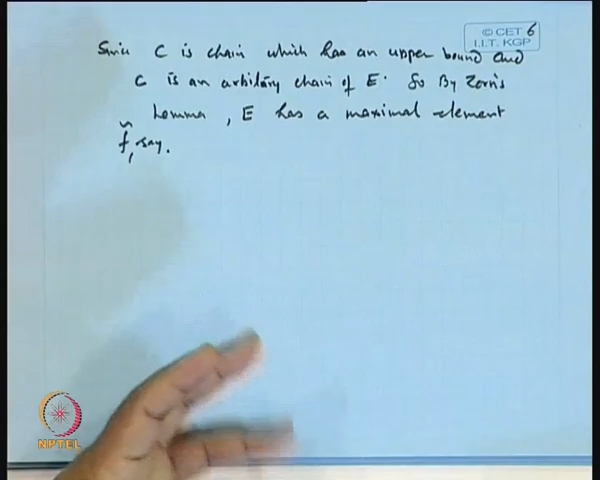 © CET 6
I.I.T. KGP
Since C is chain which has an upper bound and
C is an arbitrary chain of E. So By Zorn's
Lemma, E has a maximal element
f̃, say.
NPTEL